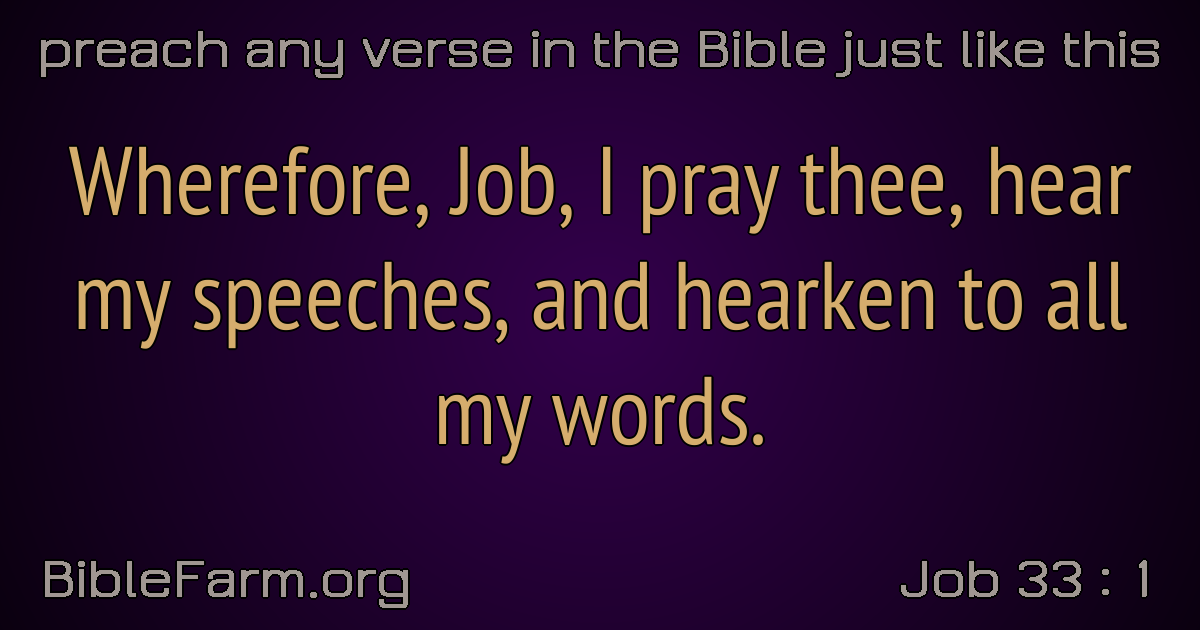 preach any verse in the Bible just like this
Wherefore, Job, I pray thee, hear
my speeches, and hearken to all
my words.
BibleFarm.org
Job 33 : 1